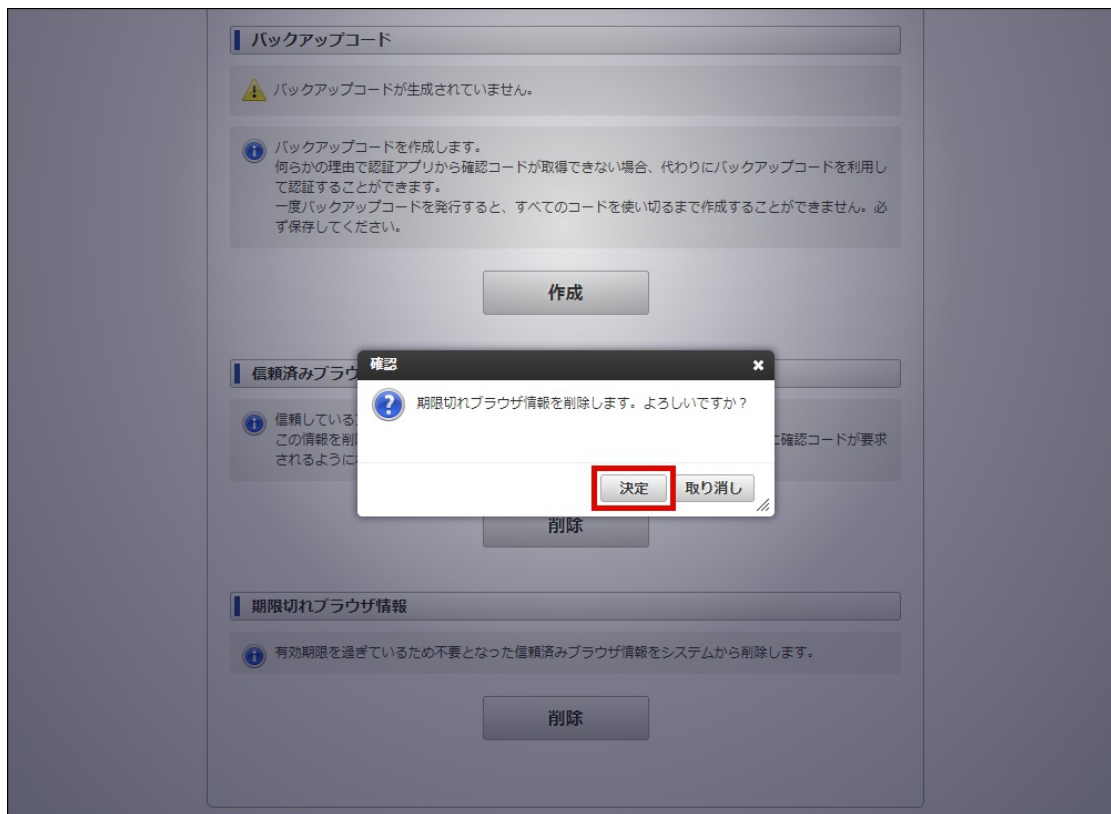 バックアップコード
バックアップコードが生成されていません。
バックアップコードを作成します。
何らかの理由で認証アプリから確認コードが取得できない場合、代わりにバックアップコードを利用し
て認証することができます。
一度バックアップコードを発行すると、すべてのコードを使い切るまで作成することができません。必
ず保存してください。
作成
信頼済みブラウ
信頼している
この情報を削
確認コードが要求
されるように
確認
期限切れブラウザ情報を削除します。よろしいですか？
決定
取り消し
削除
期限切れブラウザ情報
有効期限を過ぎているため不要となった信頼済みブラウザ情報をシステムから削除します。
削除